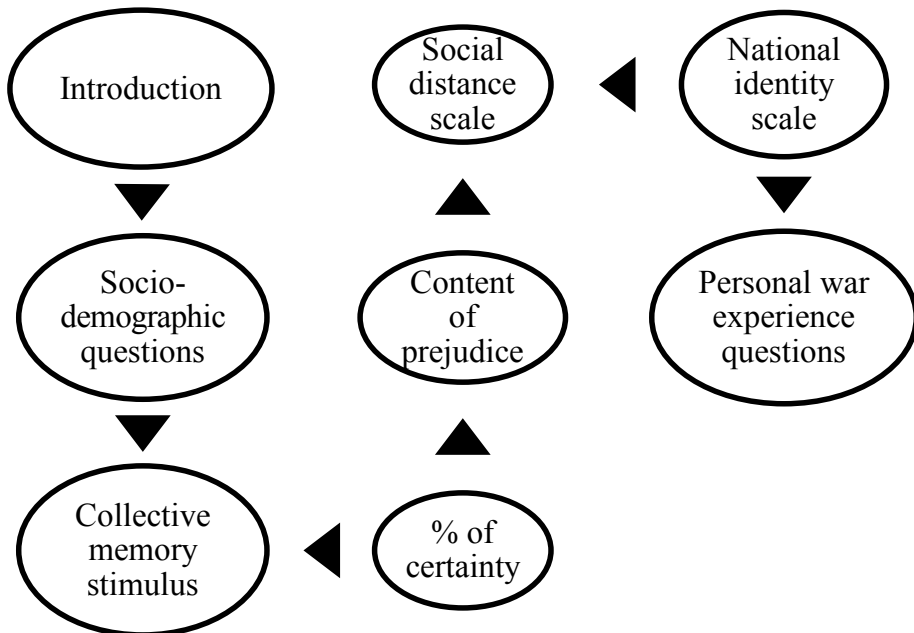 Introduction
Socio-
demographic
questions
Collective
memory
stimulus
Social
distance
scale
Content
of
prejudice
% of
certainty
National
identity
scale
Personal war
experience
questions